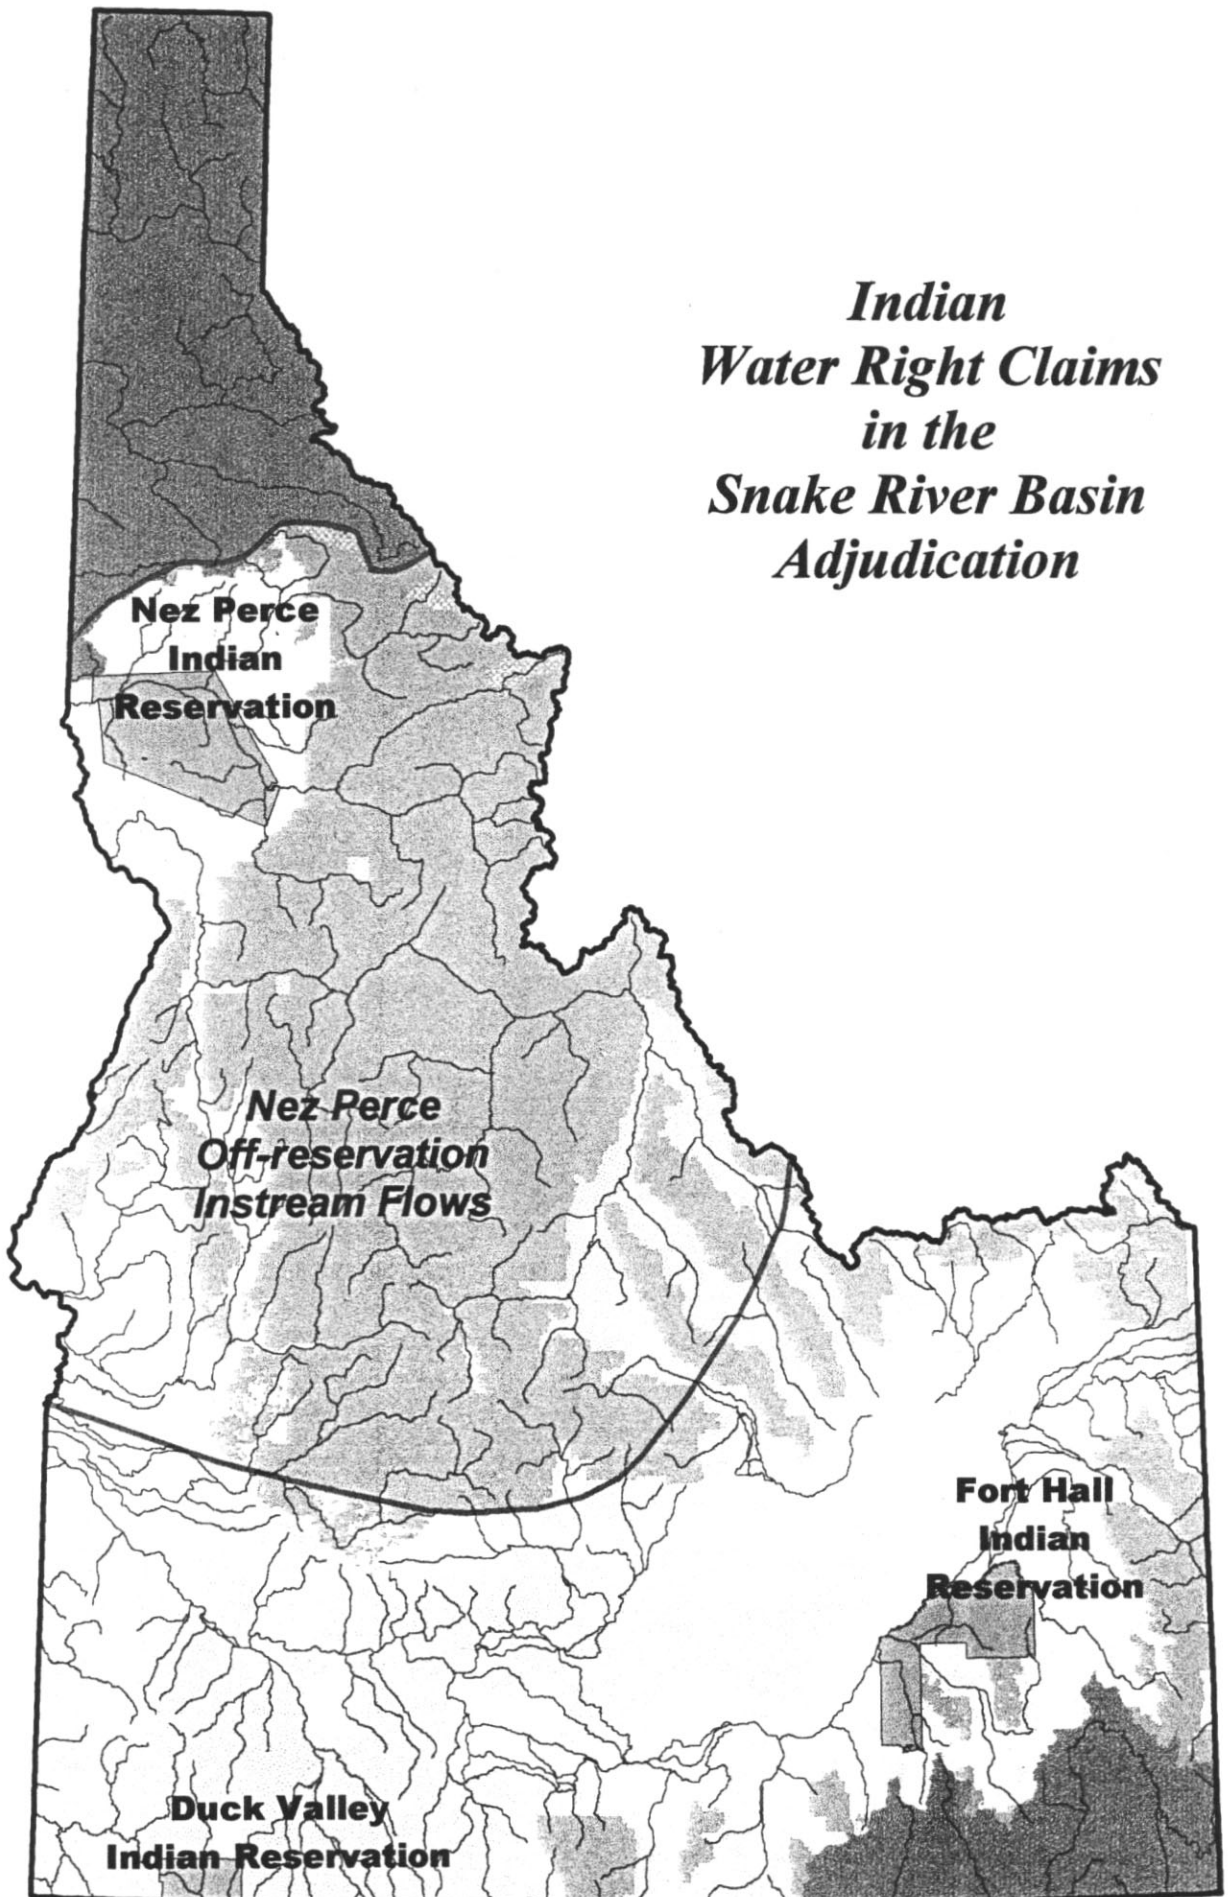 Indian
Water Right Claims
in the
Snake River Basin
Adjudication
Nez Perce
Indian
Reservation
Nez Perce
Off-reservation
Instream Flows
Fort Hall
Indian
Reservation
Duck Valley
Indian Reservation